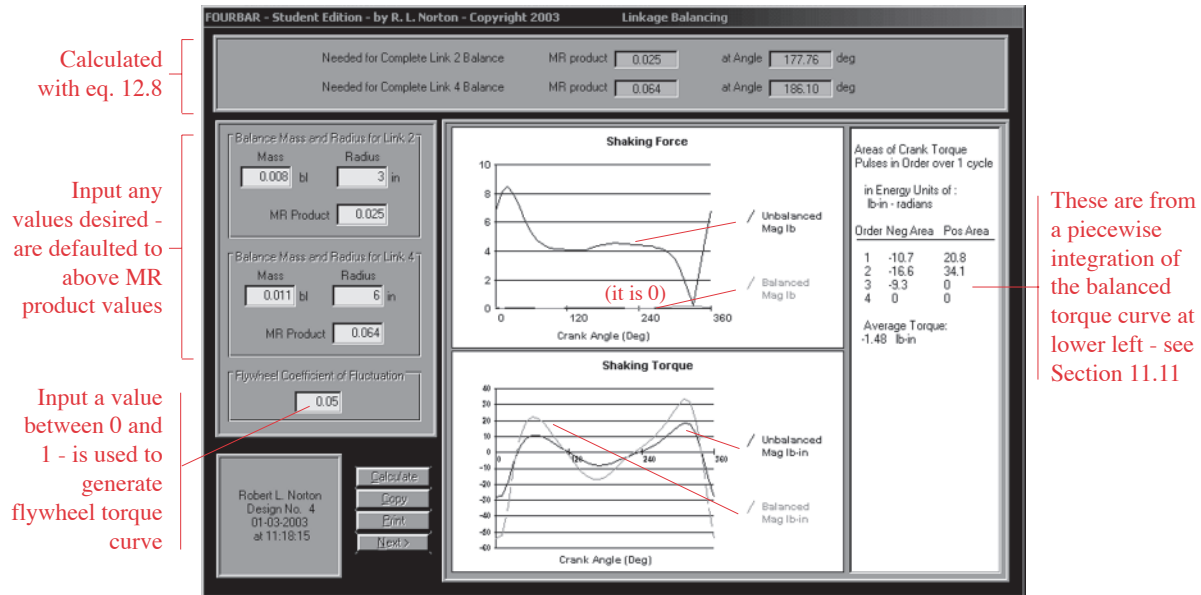 FOURBAR - Student Edition - by R. L. Norton - Copyright 2003 Linkage Balancing
Calculated
with eq. 12.8
Needed for Complete Link 2 Balance MR product 0.025 at Angle 177.76 deg
Needed for Complete Link 4 Balance MR product 0.064 at Angle 186.10 deg
Input any
values desired -
are defaulted to
above MR
product values
Balance Mass and Radius for Link 2
Mass Radius
0.008 bl 3 in
MR Product 0.025
Balance Mass and Radius for Link 4
Mass Radius
0.011 bl 6 in
MR Product 0.064
Flywheel Coefficient of Fluctuation
0.05
Input a value
between 0 and
1 - is used to
generate
flywheel torque
curve
Robert L. Norton
Design No. 4
01-03-2003
at 11:18:15
Calculate
Copy
Print
Next >
Shaking Force
10
8
6
4
2
0
0 120 240 360
Crank Angle (Deg)
Unbalanced
Mag lb
(it is 0)
Balanced
Mag lb
Shaking Torque
40
30
20
10
0
-10
-20
-30
-40
-50
-60
0 120 240 360
Crank Angle (Deg)
Unbalanced
Mag lb-in
Balanced
Mag lb-in
Areas of Crank Torque
Pulses in Order over 1 cycle
in Energy Units of :
lb-in - radians
Order Neg Area Pos Area
1 -10.7 20.8
2 -16.6 34.1
3 -9.3 0
4 0 0
Average Torque:
-1.48 lb-in
These are from
a piecewise
integration of
the balanced
torque curve at
lower left - see
Section 11.11